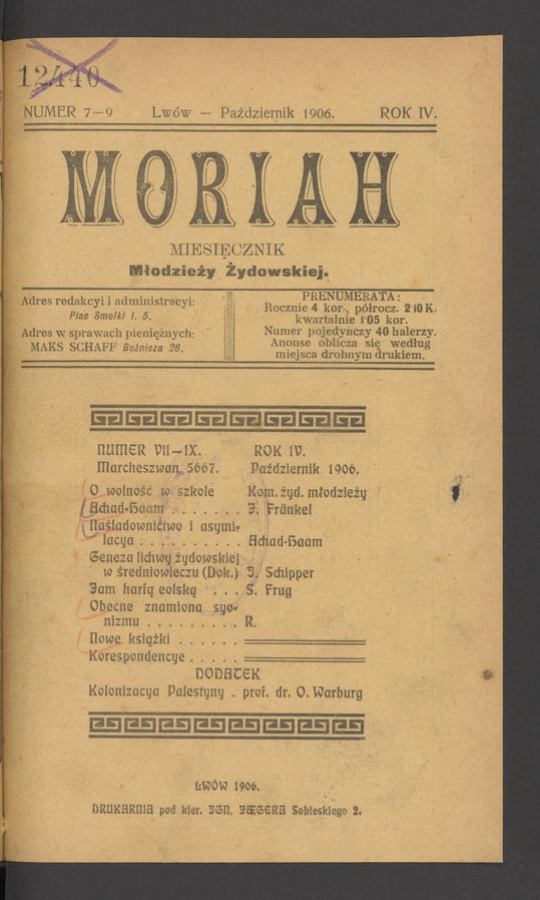 12440
NUMER 7—9 Lwów — Październik 1906. ROK IV.
MORIAH
MIESIĘCZNIK
Młodzieży Żydowskiej.
Adres redakcyi i administracyi:
Plac Smolki l. 5.
Adres w sprawach pieniężnych:
MAKS SCHAFF Bożnicza 26.
PRENUMERATA:
Rocznie 4 kor., półrocz. 2·10 K.
kwartalnie 1·05 kor.
Numer pojedynczy 40 halerzy.
Anonse oblicza się według
miejsca drobnym drukiem.
NUMER VII—IX. ROK IV.
Marcheszwan 5667. Październik 1906.
O wolność w szkole Kom. żyd. młodzieży
Achad-Haam . . . . . . . J. Fränkel
Naśladownictwo i asymi-
lacya . . . . . . . . . . Achad-Haam
Geneza lichwy żydowskiej
w średniowieczu (Dok.) J. Schipper
Jam harfą eolską . . . S. Frug
Obecne znamiona syo-
nizmu . . . . . . . . . R.
Nowe książki . . . . . .
Korespondencye . . . . .
DODATEK
Kolonizacya Palestyny . prof. dr. O. Warburg
LWÓW 1906.
DRUKARNIA pod kier. IGN. JÆGERA Sobieskiego 2.